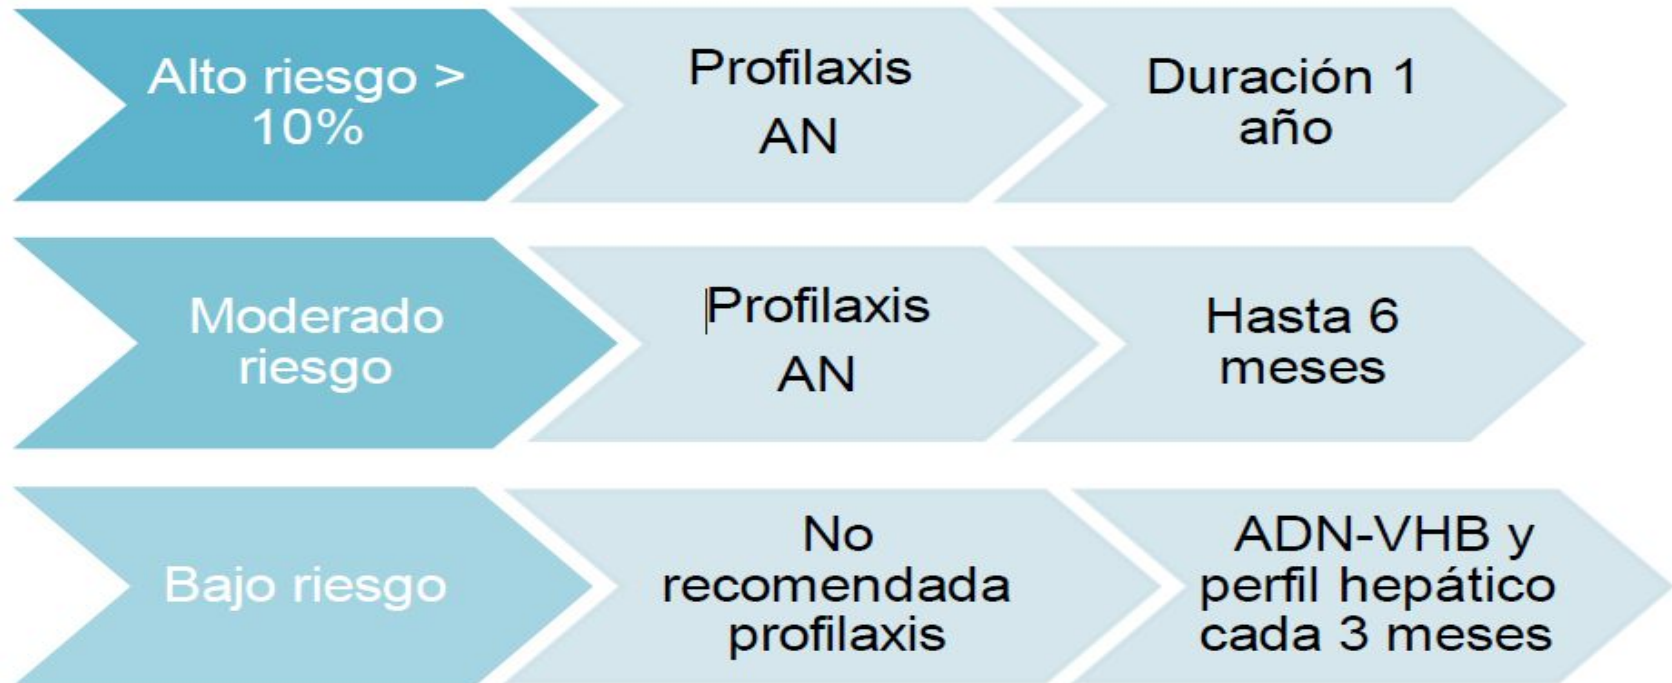 Alto riesgo >
10%
Profilaxis
AN
Duración 1
año
Moderado
riesgo
Profilaxis
AN
Hasta 6
meses
Bajo riesgo
No
recomendada
profilaxis
ADN-VHB y
perfil hepático
cada 3 meses